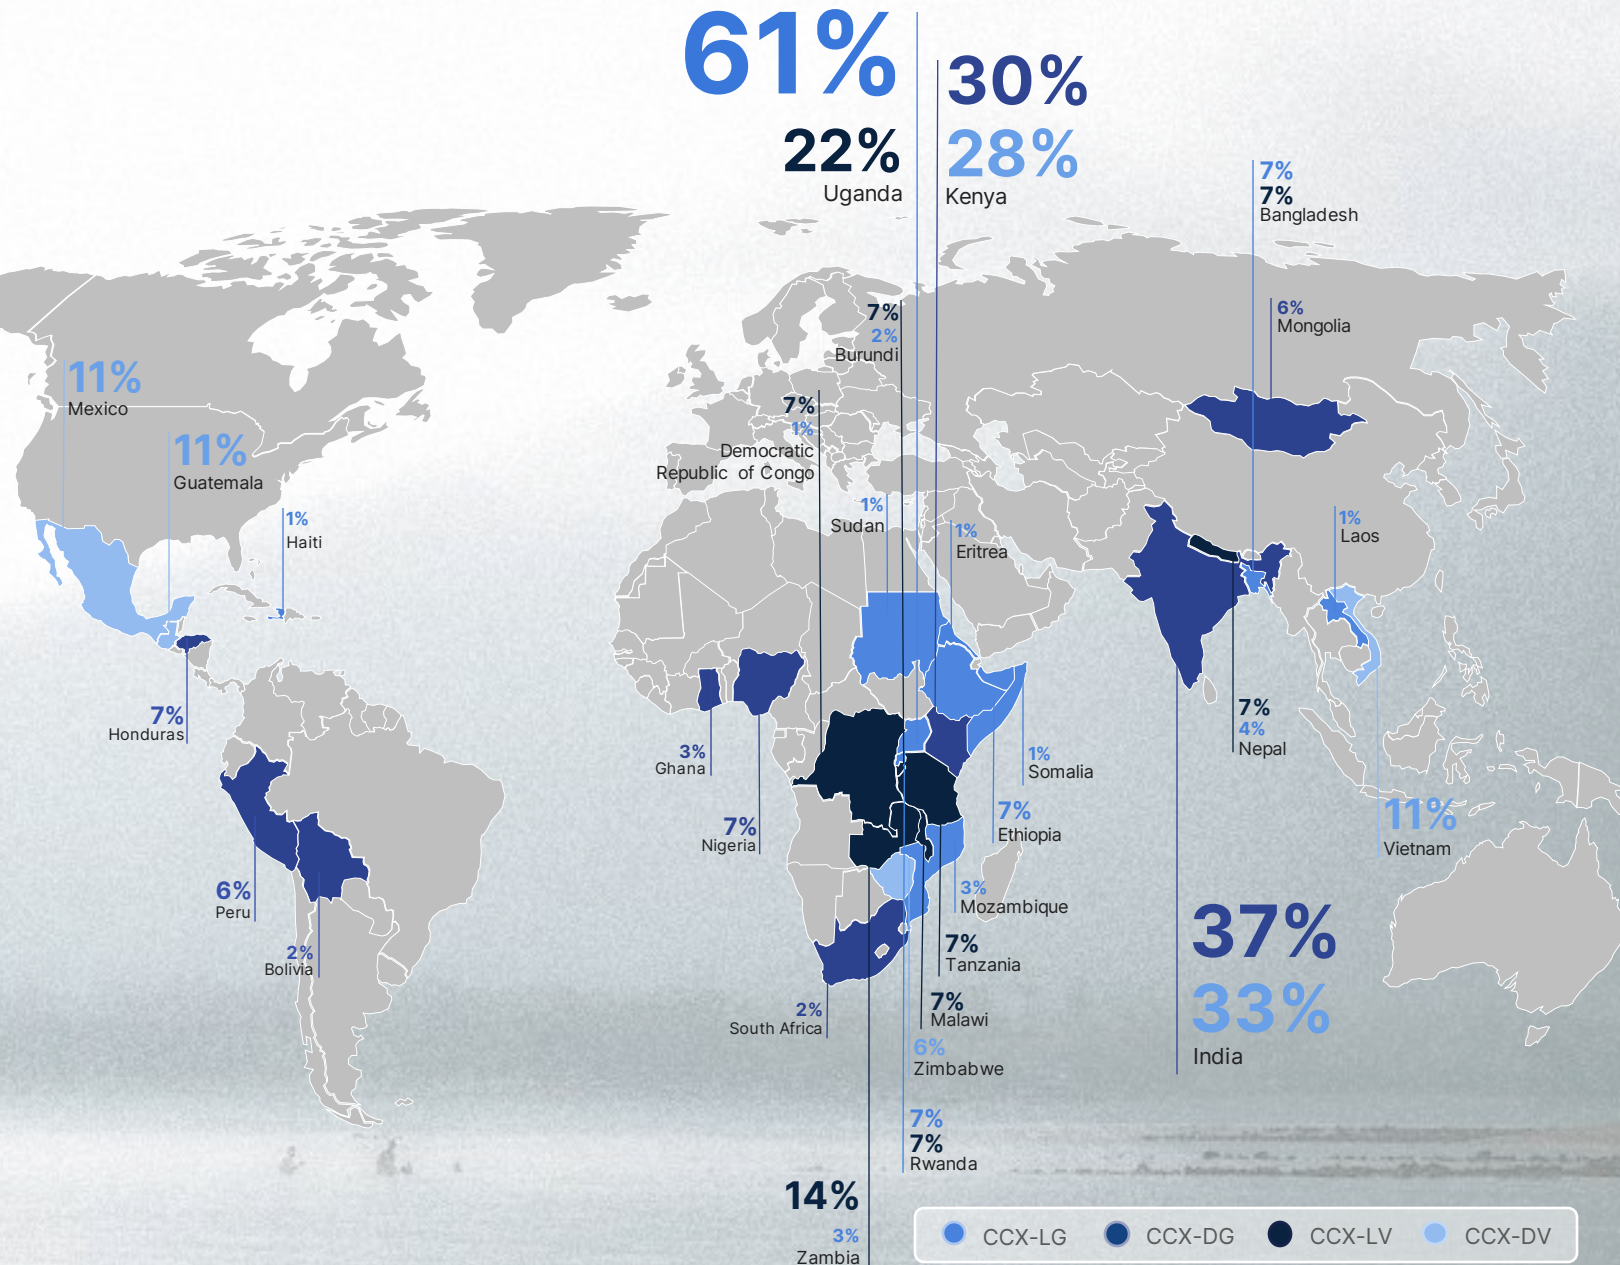 61%
22%
Uganda
30%
28%
Kenya
7%
7%
Bangladesh
6%
Mongolia
7%
2%
Burundi
11%
Mexico
7%
1%
Democratic
Republic of Congo
11%
Guatemala
1%
Haiti
1%
Sudan
1%
Eritrea
1%
Laos
7%
Honduras
3%
Ghana
7%
Nigeria
1%
Somalia
7%
Ethiopia
7%
4%
Nepal
11%
Vietnam
6%
Peru
2%
Bolivia
3%
Mozambique
7%
Tanzania
7%
Malawi
2%
South Africa
6%
Zimbabwe
37%
33%
India
7%
7%
Rwanda
14%
3%
Zambia
CCX-LG CCX-DG CCX-LV CCX-DV